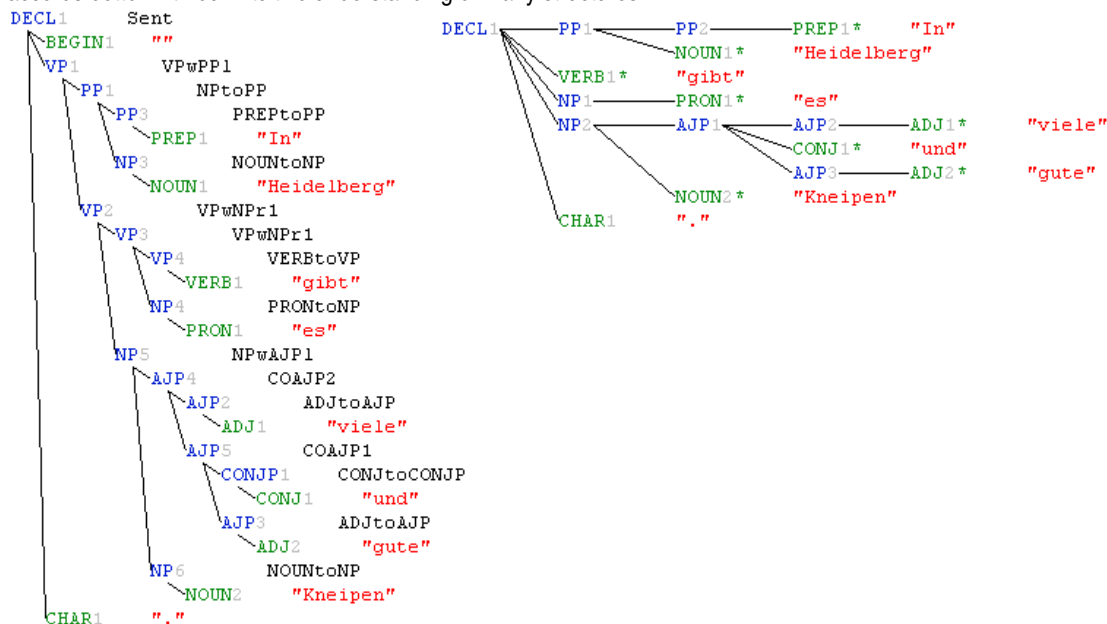 DECL1 Sent
BEGIN1 ""
VP1 VPwPP1
PP1 NPtoPP
PP3 PREPtoPP
PREP1 "In"
NP3 NOUNtoNP
NOUN1 "Heidelberg"
VP2 VPwNPr1
VP3 VPwNPr1
VP4 VERBtoVP
VERB1 "gibt"
NP4 PRONtoNP
PRON1 "es"
NP5 NPwAJP1
AJP4 COAJP2
AJP2 ADJtoAJP
ADJ1 "viele"
AJP5 COAJP1
CONJP1 CONJtoCONJP
CONJ1 "und"
AJP3 ADJtoAJP
ADJ2 "gute"
NP6 NOUNtoNP
NOUN2 "Kneipen"
CHAR1 "."
DECL1 PP1 PP2 PREP1* "In"
NOUN1* "Heidelberg"
VERB1* "gibt"
NP1 PRON1* "es"
NP2 AJP1 AJP2 ADJ1* "viele"
CONJ1* "und"
AJP3 ADJ2* "gute"
NOUN2* "Kneipen"
CHAR1 "."